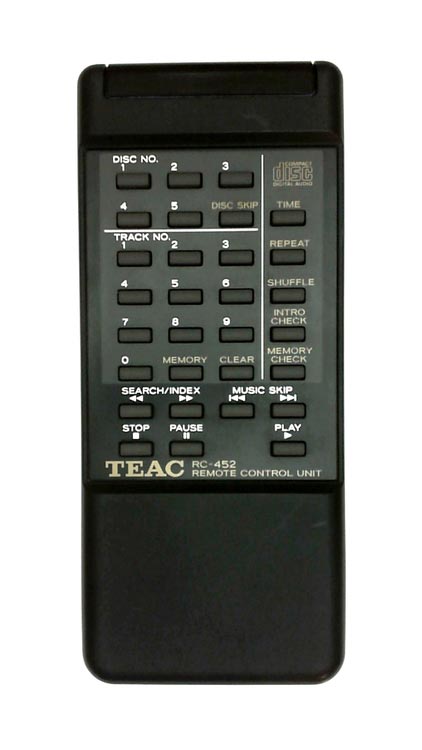 DISC NO.
1 2 3
COMPACT
disc
DIGITAL AUDIO
4 5 DISC SKIP TIME
TRACK NO.
1 2 3 REPEAT
4 5 6 SHUFFLE
7 8 9 INTRO
CHECK
0 MEMORY CLEAR MEMORY
CHECK
SEARCH/INDEX MUSIC SKIP
STOP PAUSE PLAY
TEAC RC-452
REMOTE CONTROL UNIT